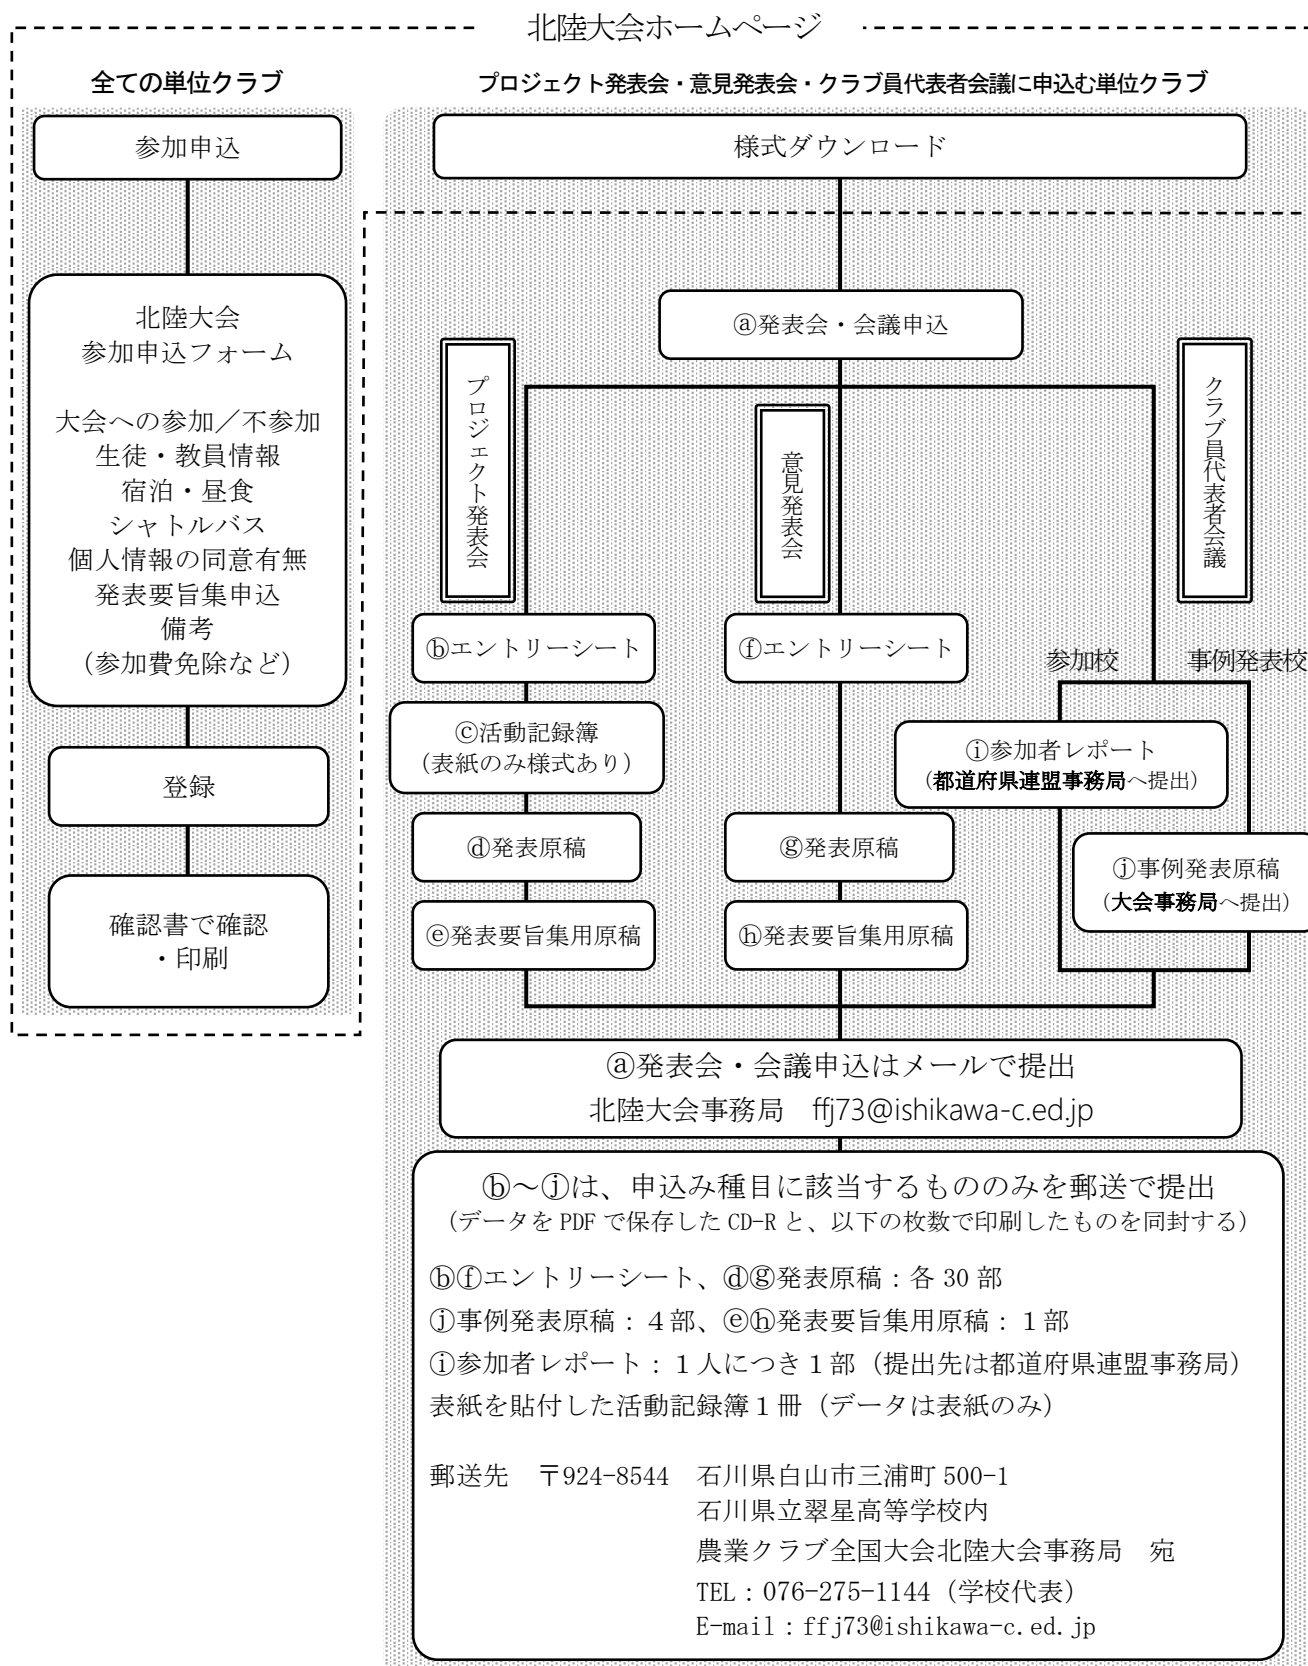 北陸大会ホームページ
全ての単位クラブ
参加申込
北陸大会
参加申込フォーム
大会への参加／不参加
生徒・教員情報
宿泊・昼食
シャトルバス
個人情報の同意有無
発表要旨集申込
備考
（参加費免除など）
登録
確認書で確認
・印刷
プロジェクト発表会・意見発表会・クラブ員代表者会議に申込む単位クラブ
様式ダウンロード
ⓐ発表会・会議申込
プロジェクト発表会
意見発表会
クラブ員代表者会議
ⓑエントリーシート
ⓒ活動記録簿
（表紙のみ様式あり）
ⓓ発表原稿
ⓔ発表要旨集用原稿
ⓕエントリーシート
ⓖ発表原稿
ⓗ発表要旨集用原稿
参加校
事例発表校
ⓘ参加者レポート
（都道府県連盟事務局へ提出）
ⓙ事例発表原稿
（大会事務局へ提出）
ⓐ発表会・会議申込はメールで提出
北陸大会事務局　ffj73@ishikawa-c.ed.jp
ⓑ～ⓙは、申込み種目に該当するもののみを郵送で提出
（データを PDF で保存した CD-R と、以下の枚数で印刷したものを同封する）
ⓑⓕエントリーシート、ⓓⓖ発表原稿：各 30 部
ⓙ事例発表原稿：４部、ⓔⓗ発表要旨集用原稿：１部
ⓘ参加者レポート：１人につき１部（提出先は都道府県連盟事務局）
表紙を貼付した活動記録簿１冊（データは表紙のみ）
郵送先　〒924-8544　石川県白山市三浦町 500-1
石川県立翠星高等学校内
農業クラブ全国大会北陸大会事務局　宛
TEL：076-275-1144（学校代表）
E-mail：ffj73@ishikawa-c.ed.jp